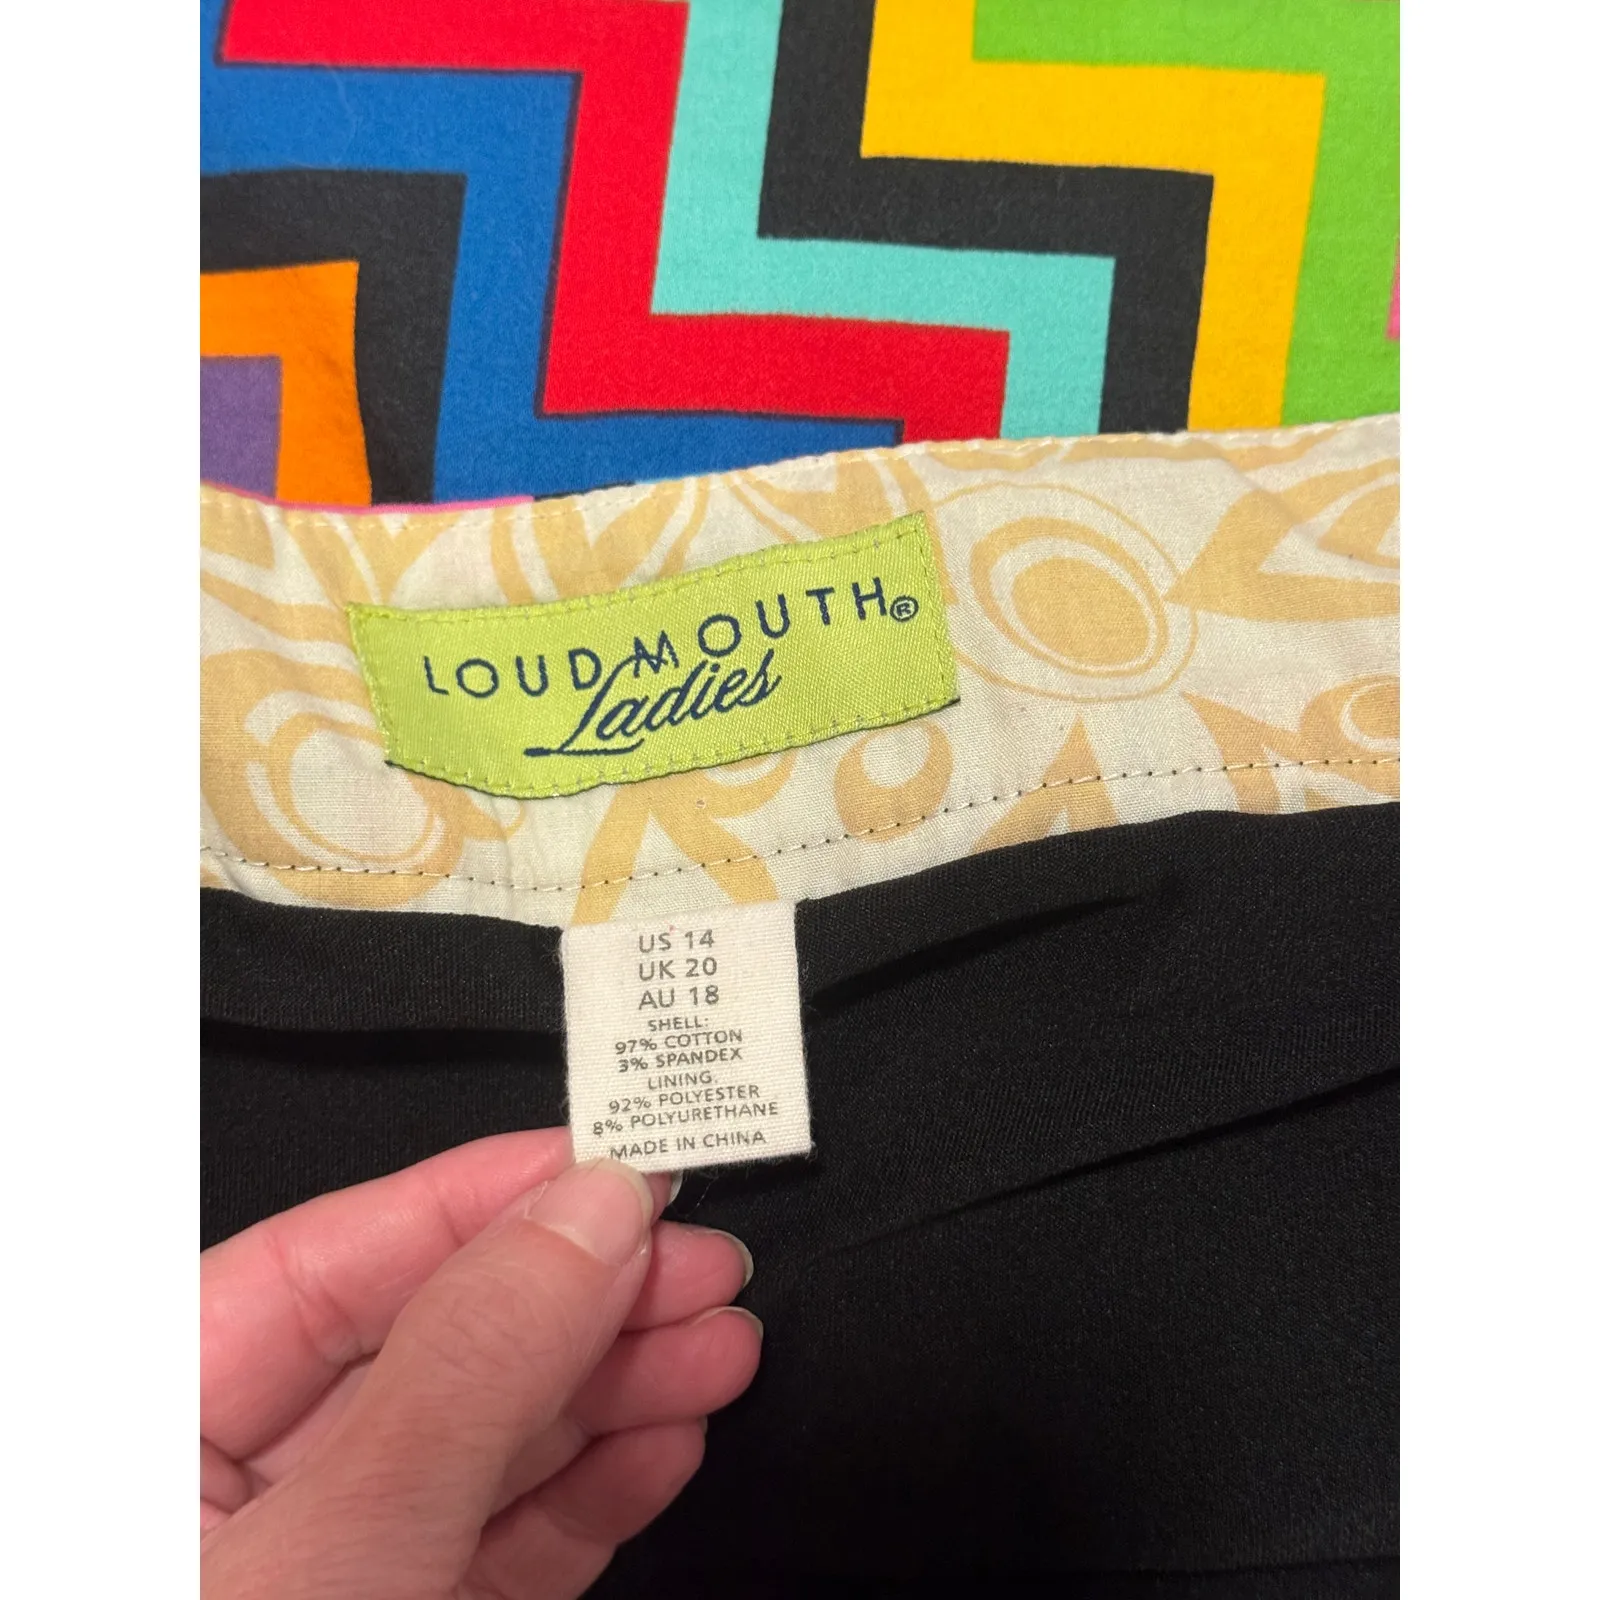 LOUDMOUTH®
Ladies
US 14
UK 20
AU 18
SHELL:
97% COTTON
3% SPANDEX
LINING:
92% POLYESTER
8% POLYURETHANE
MADE IN CHINA